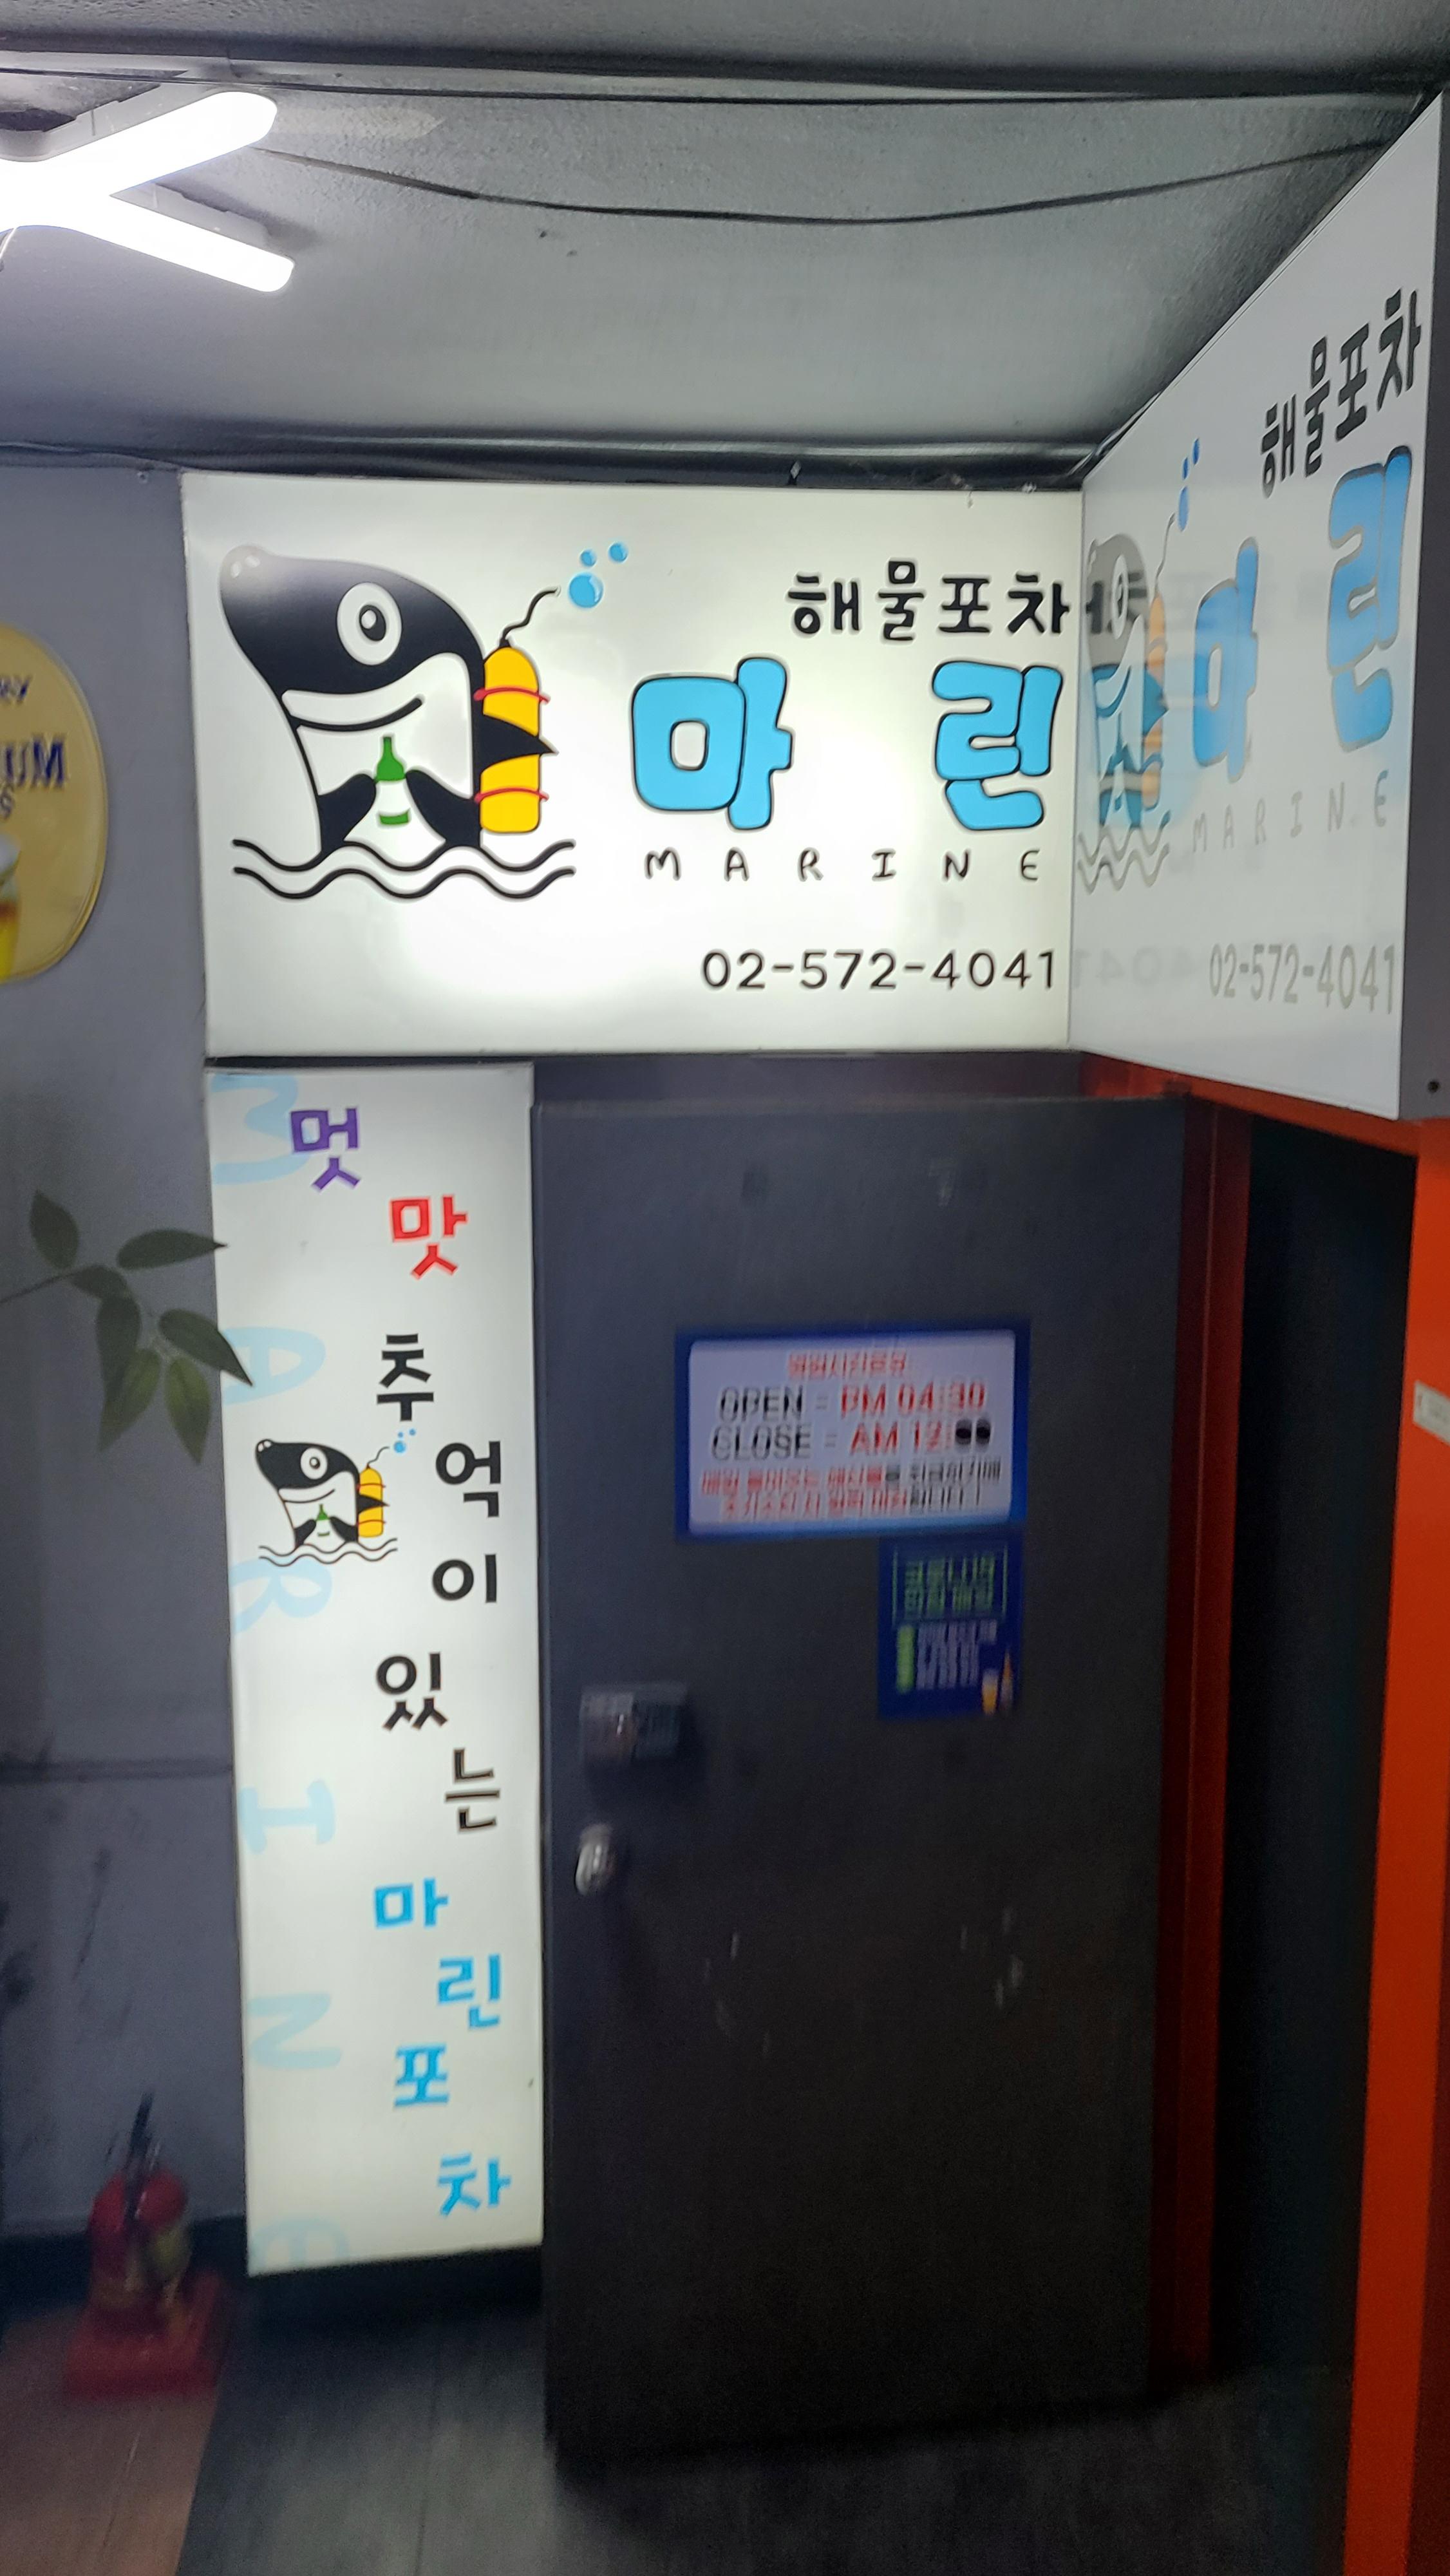 해물포차
마린
MARINE
02-572-4041
해물포차
마린
MARINE
02-572-4041
멋
맛
추억이 있는
마린포차
MARINE
UM
OPEN = PM 04:30
CLOSE = AM 12: